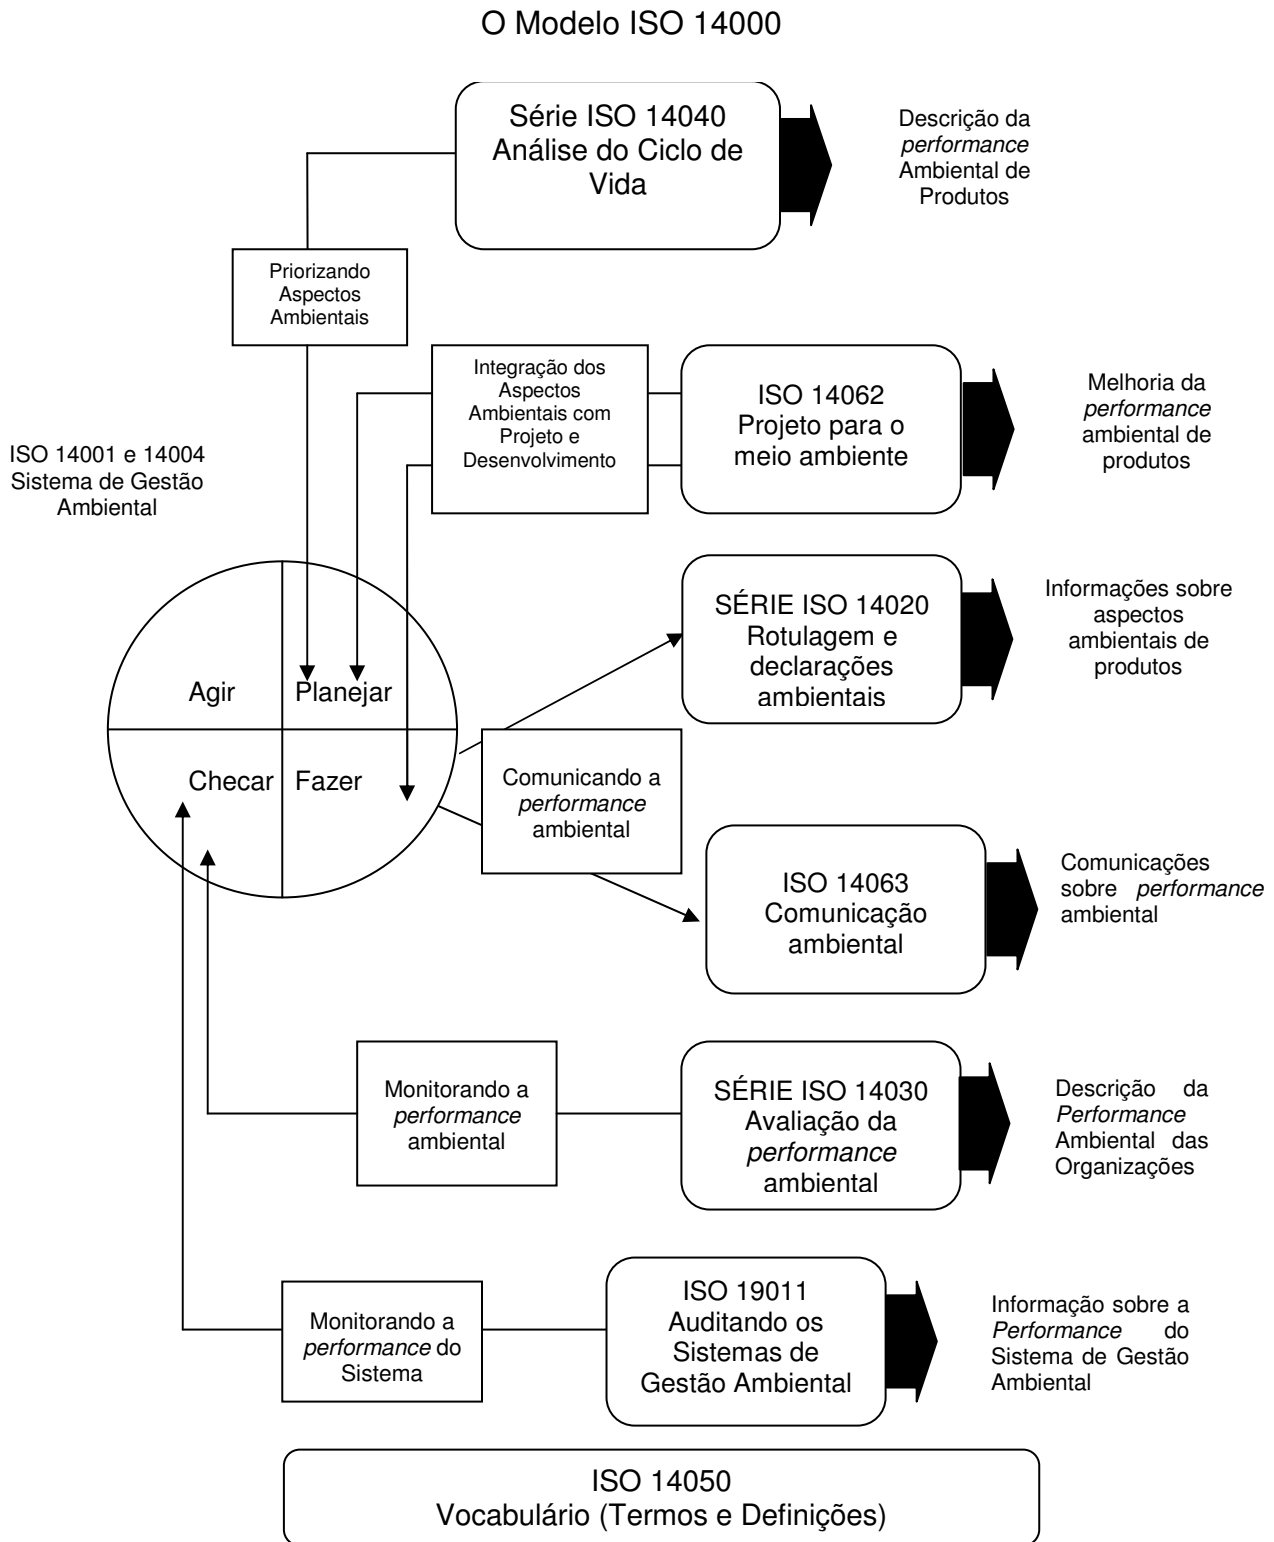 O Modelo ISO 14000
Série ISO 14040
Análise do Ciclo de
Vida
Descrição da
performance
Ambiental de
Produtos
Priorizando
Aspectos
Ambientais
Integração dos
Aspectos
Ambientais com
Projeto e
Desenvolvimento
ISO 14062
Projeto para o
meio ambiente
Melhoria da
performance
ambiental de
produtos
ISO 14001 e 14004
Sistema de Gestão
Ambiental
SÉRIE ISO 14020
Rotulagem e
declarações
ambientais
Informações sobre
aspectos
ambientais de
produtos
Agir
Planejar
Checar
Fazer
Comunicando a
performance
ambiental
ISO 14063
Comunicação
ambiental
Comunicações
sobre performance
ambiental
Monitorando a
performance
ambiental
SÉRIE ISO 14030
Avaliação da
performance
ambiental
Descrição da
Performance
Ambiental das
Organizações
Monitorando a
performance do
Sistema
ISO 19011
Auditando os
Sistemas de
Gestão Ambiental
Informação sobre a
Performance do
Sistema de Gestão
Ambiental
ISO 14050
Vocabulário (Termos e Definições)